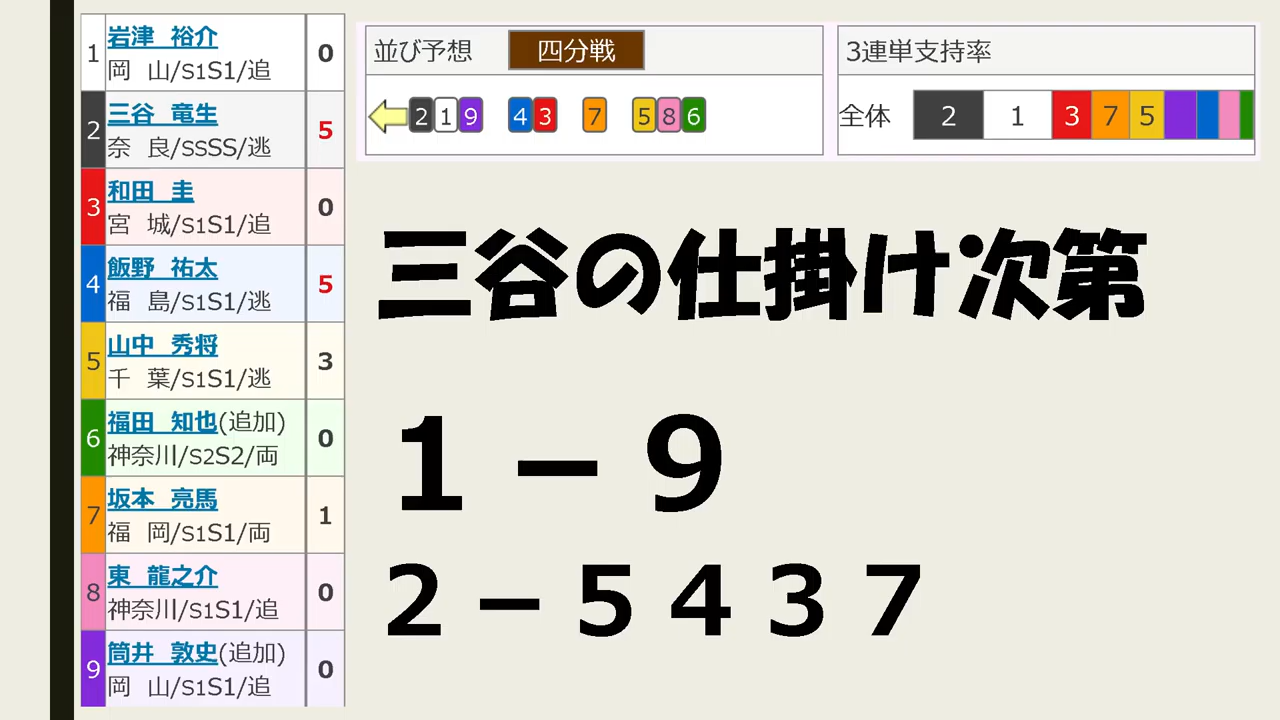 1 岩津 裕介 0
岡 山/S1S1/追
2 三谷 竜生 5
奈 良/SSSS/逃
3 和田 圭 0
宮 城/S1S1/追
4 飯野 祐太 5
福 島/S1S1/逃
5 山中 秀将 3
千 葉/S1S1/逃
6 福田 知也(追加) 0
神奈川/S2S2/両
7 坂本 亮馬 1
福 岡/S1S1/両
8 東 龍之介 0
神奈川/S1S1/追
9 筒井 敦史(追加) 0
岡 山/S1S1/追
並び予想 四分戦
2 1 9 4 3 7 5 8 6
3連単支持率
全体 2 1 3 7 5
三谷の仕掛け次第
1－9
2－5 4 3 7